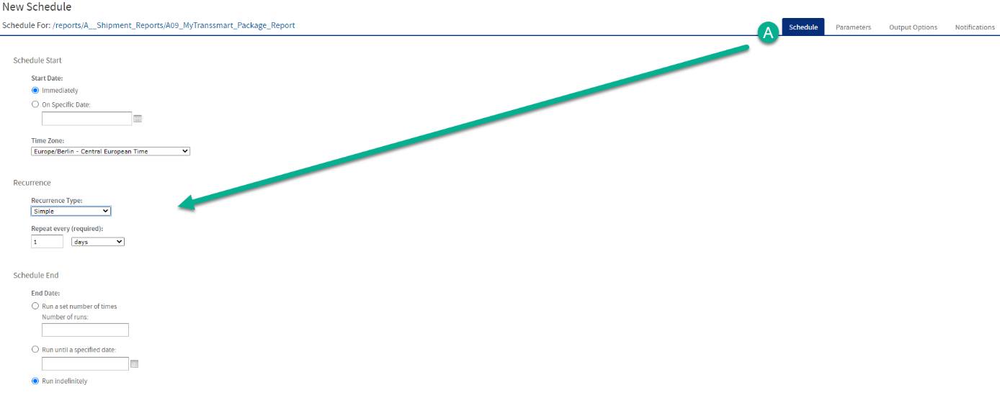 New Schedule
Schedule For: /reports/A__Shipment_Reports/A09_MyTranssmart_Package_Report
A
Schedule Parameters Output Options Notifications
Schedule Start
Start Date:
Immediately
On Specific Date:
Time Zone:
Europe/Berlin - Central European Time
Recurrence
Recurrence Type:
Simple
Repeat every (required):
1 days
Schedule End
End Date:
Run a set number of times
Number of runs:
Run until a specified date:
Run indefinitely